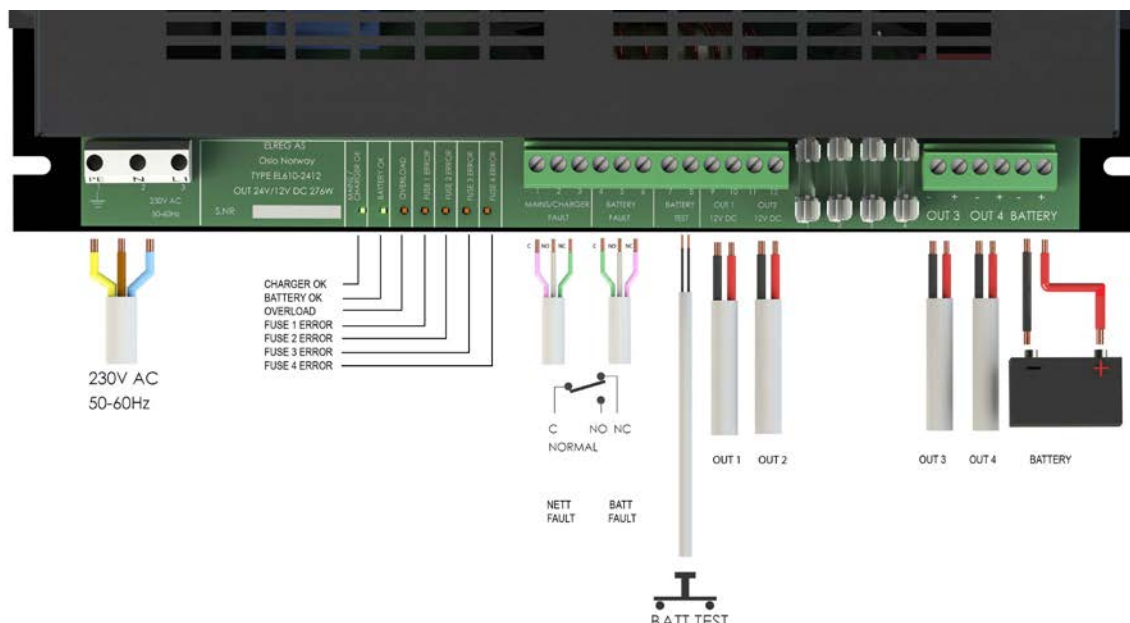 ELREG AS
Oslo Norway
TYPE EL610-2412
OUT 24V/12V DC 276W
S.NR
PE N L1
1 2 3
230V AC
50-60Hz
MAINS/
CHARGER OK
BATTERY OK
OVERLOAD
FUSE 1 ERROR
FUSE 2 ERROR
FUSE 3 ERROR
FUSE 4 ERROR
1 2 3 4 5 6 7 8 9 10 11 12
MAINS/CHARGER
FAULT
BATTERY
FAULT
BATTERY
TEST
OUT 1
12V DC
OUT2
12V DC
- + - + - +
OUT 3 OUT 4 BATTERY
C NO NC C NO NC
CHARGER OK
BATTERY OK
OVERLOAD
FUSE 1 ERROR
FUSE 2 ERROR
FUSE 3 ERROR
FUSE 4 ERROR
230V AC
50-60Hz
C NO NC
NORMAL
NETT
FAULT
BATT
FAULT
OUT 1 OUT 2
OUT 3 OUT 4 BATTERY
- +
BATT TEST